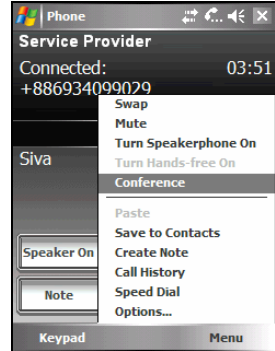 Phone
Service Provider
Connected: 03:51
+886934099029
Swap
Mute
Turn Speakerphone On
Siva
Turn Hands-free On
Conference
Paste
Save to Contacts
Speaker On
Create Note
Call History
Note
Speed Dial
Options...
Keypad Menu